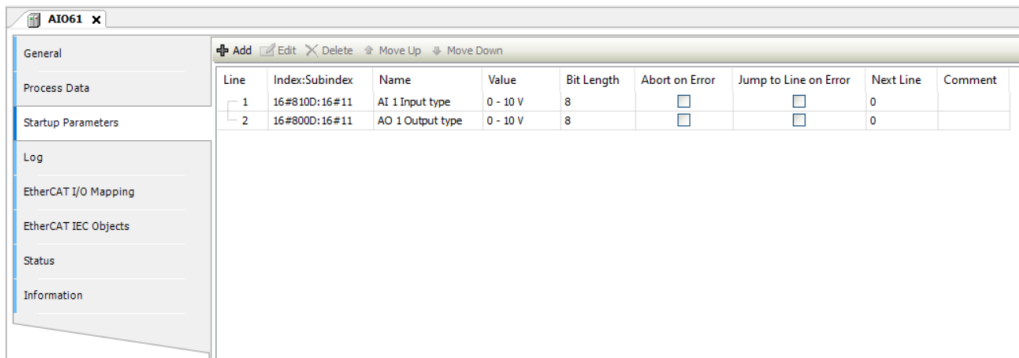 AIO61 X
General
Process Data
Startup Parameters
Log
EtherCAT I/O Mapping
EtherCAT IEC Objects
Status
Information
Add Edit Delete Move Up Move Down
Line Index:Subindex Name Value Bit Length Abort on Error Jump to Line on Error Next Line Comment
1 16#810D:16#11 AI 1 Input type 0 - 10 V 8 0
2 16#800D:16#11 AO 1 Output type 0 - 10 V 8 0